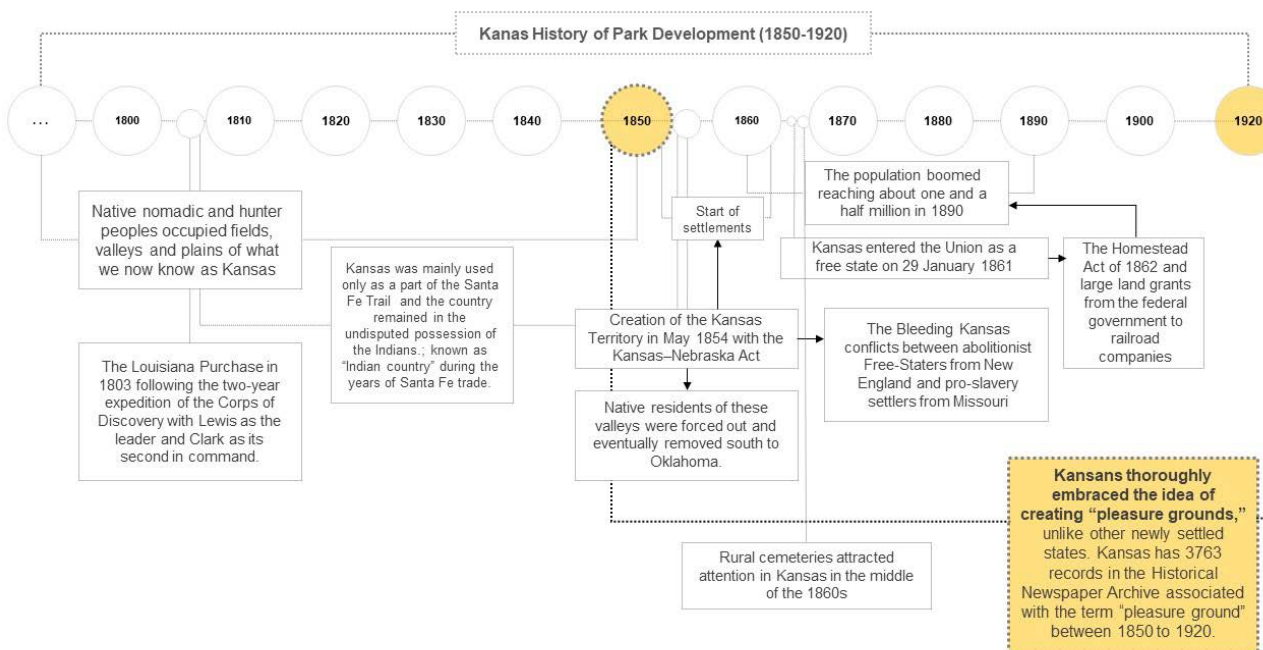 Kanas History of Park Development (1850-1920)
...
1800
1810
1820
1830
1840
1850
1860
1870
1880
1890
1900
1920
Native nomadic and hunter
peoples occupied fields,
valleys and plains of what
we now know as Kansas
The Louisiana Purchase in
1803 following the two-year
expedition of the Corps of
Discovery with Lewis as the
leader and Clark as its
second in command.
Kansas was mainly used
only as a part of the Santa
Fe Trail and the country
remained in the
undisputed possession of
the Indians.; known as
“Indian country” during the
years of Santa Fe trade.
Start of
settlements
Creation of the Kansas
Territory in May 1854 with the
Kansas–Nebraska Act
Native residents of these
valleys were forced out and
eventually removed south to
Oklahoma.
The population boomed
reaching about one and a
half million in 1890
Kansas entered the Union as a
free state on 29 January 1861
The Homestead
Act of 1862 and
large land grants
from the federal
government to
railroad
companies
The Bleeding Kansas
conflicts between abolitionist
Free-Staters from New
England and pro-slavery
settlers from Missouri
Rural cemeteries attracted
attention in Kansas in the middle
of the 1860s
Kansans thoroughly
embraced the idea of
creating “pleasure grounds,”
unlike other newly settled
states. Kansas has 3763
records in the Historical
Newspaper Archive associated
with the term “pleasure ground”
between 1850 to 1920.